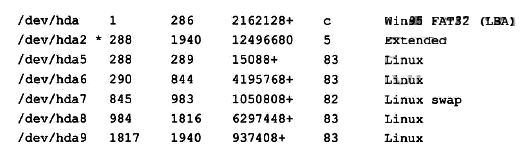 /dev/hda 1 286 2162128+ c Win95 FAT32 (LBA)
/dev/hda2 * 288 1940 12496680 5 Extended
/dev/hda5 288 289 15088+ 83 Linux
/dev/hda6 290 844 4195768+ 83 Linux
/dev/hda7 845 983 1050808+ 82 Linux swap
/dev/hda8 984 1816 6297448+ 83 Linux
/dev/hda9 1817 1940 937408+ 83 Linux